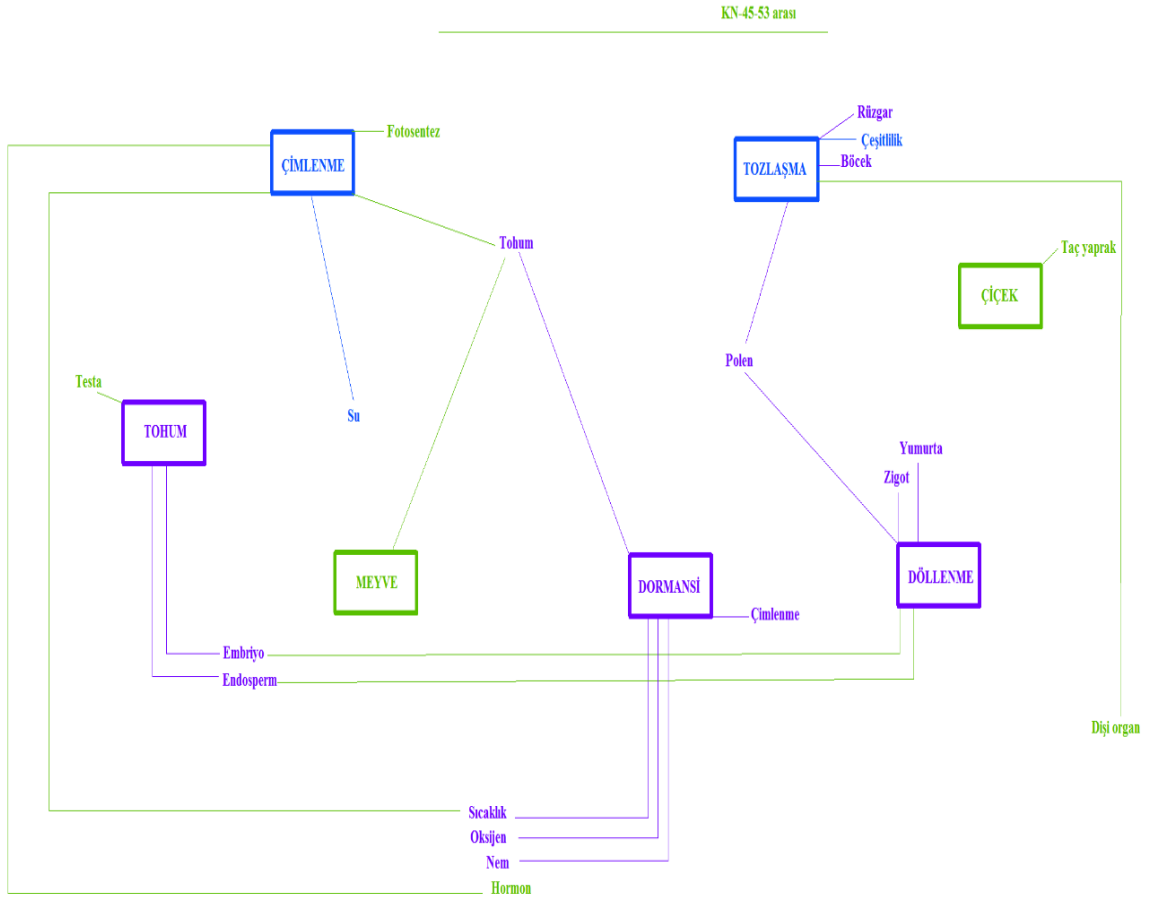 KN-45-53 arası
Rüzgar
Fotosentez
Çeşitlilik
ÇİMLENME
TOZLAŞMA
Böcek
Tohum
Taç yaprak
ÇİÇEK
Polen
Testa
Su
TOHUM
Yumurta
Zigot
MEYVE
DORMANSİ
DÖLLENME
Çimlenme
Embriyo
Endosperm
Dişi organ
Sıcaklık
Oksijen
Nem
Hormon